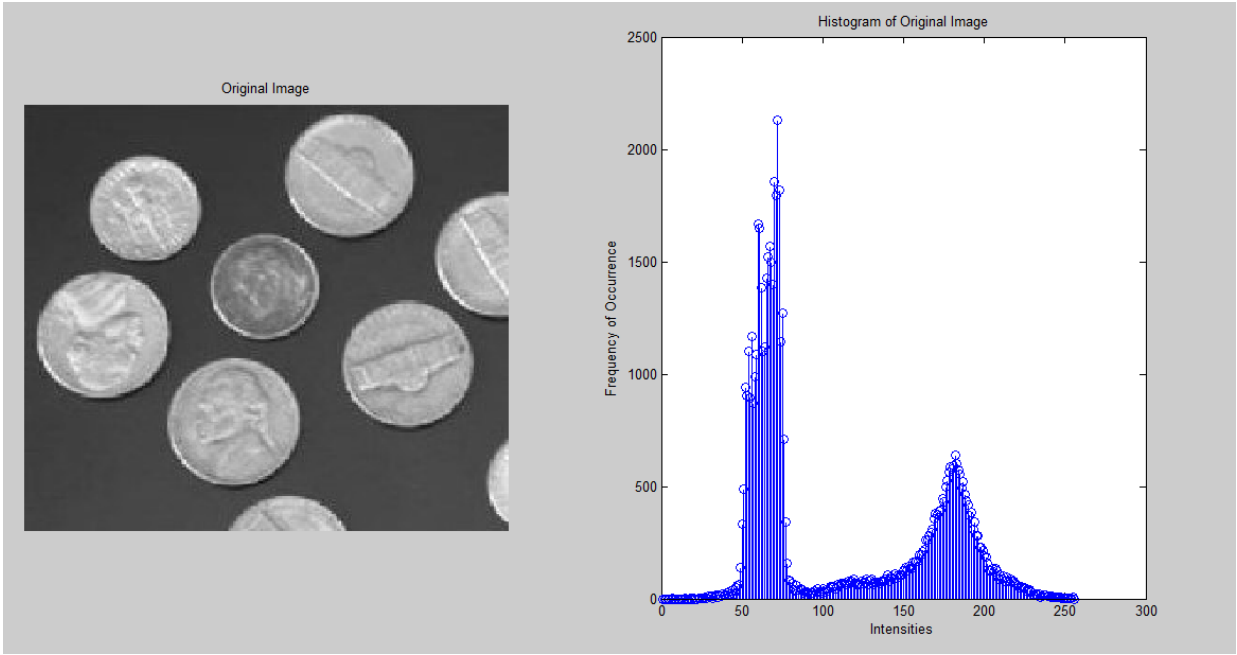 Original Image
Histogram of Original Image
Frequency of Occurrence
2500
2000
1500
1000
500
0
0 50 100 150 200 250 300
Intensities